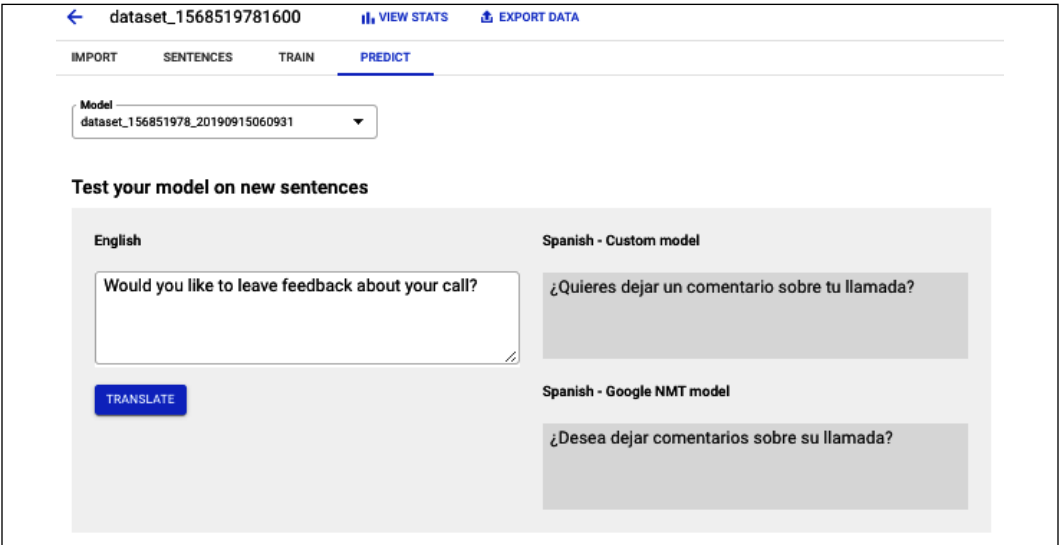 dataset_1568519781600 VIEW STATS EXPORT DATA
IMPORT SENTENCES TRAIN PREDICT
Model
dataset_156851978_20190915060931
Test your model on new sentences
English
Would you like to leave feedback about your call?
TRANSLATE
Spanish - Custom model
¿Quieres dejar un comentario sobre tu llamada?
Spanish - Google NMT model
¿Desea dejar comentarios sobre su llamada?